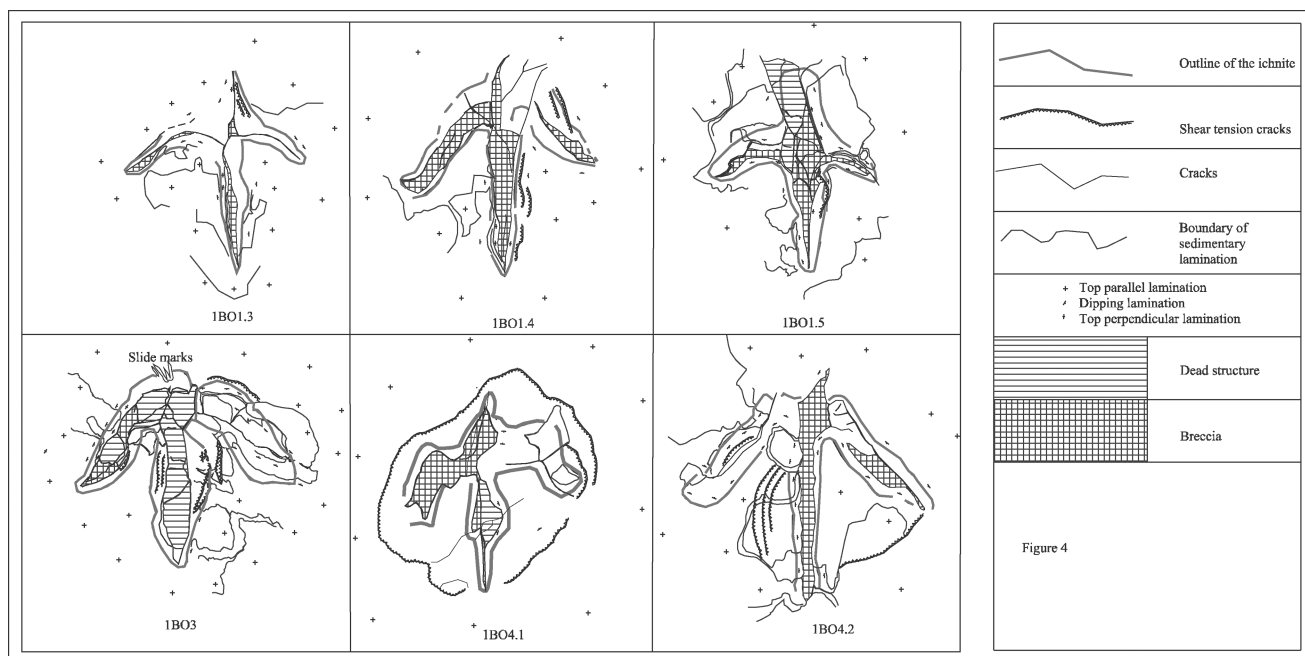 1BO1.3
1BO1.4
1BO1.5
Slide marks
1BO3
1BO4.1
1BO4.2
Outline of the ichnite
Shear tension cracks
Cracks
Boundary of
sedimentary
lamination
Top parallel lamination
Dipping lamination
Top perpendicular lamination
Dead structure
Breccia
Figure 4